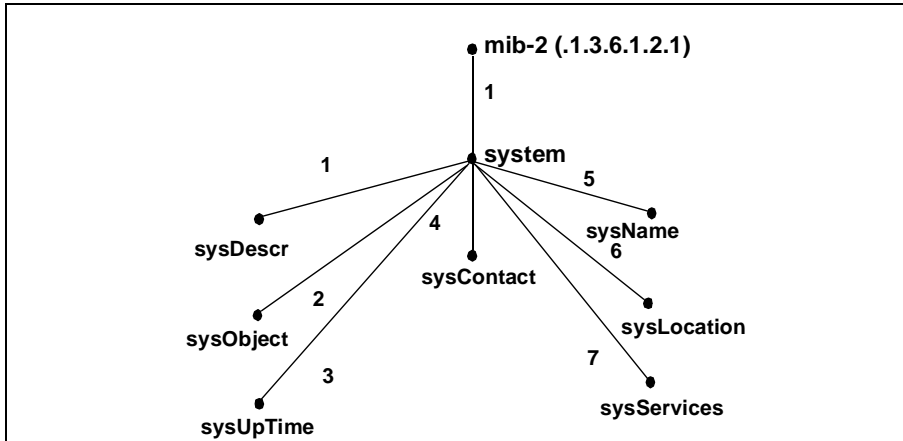 mib-2 (.1.3.6.1.2.1)
1
system
1
5
4
sysName
sysDescr
6
sysContact
2
sysLocation
sysObject
7
3
sysServices
sysUpTime